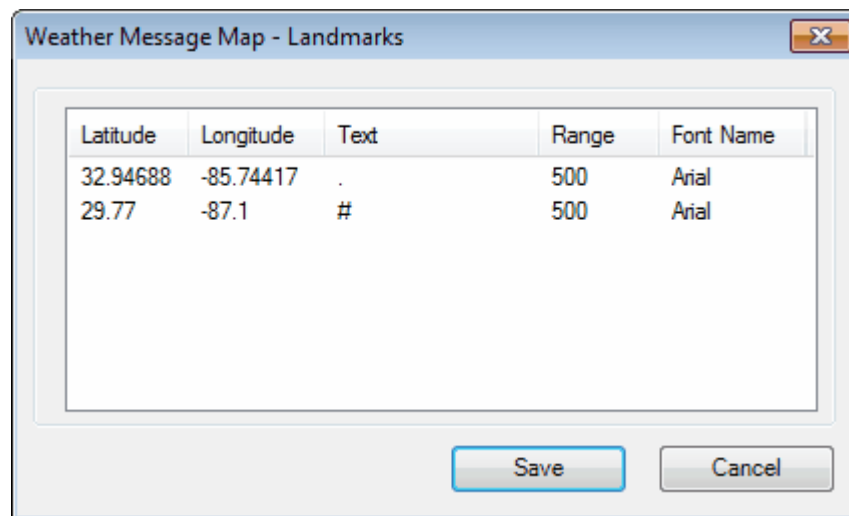 Weather Message Map - Landmarks
Latitude Longitude Text Range Font Name
32.94688 -85.74417 . 500 Arial
29.77 -87.1 # 500 Arial
Save Cancel